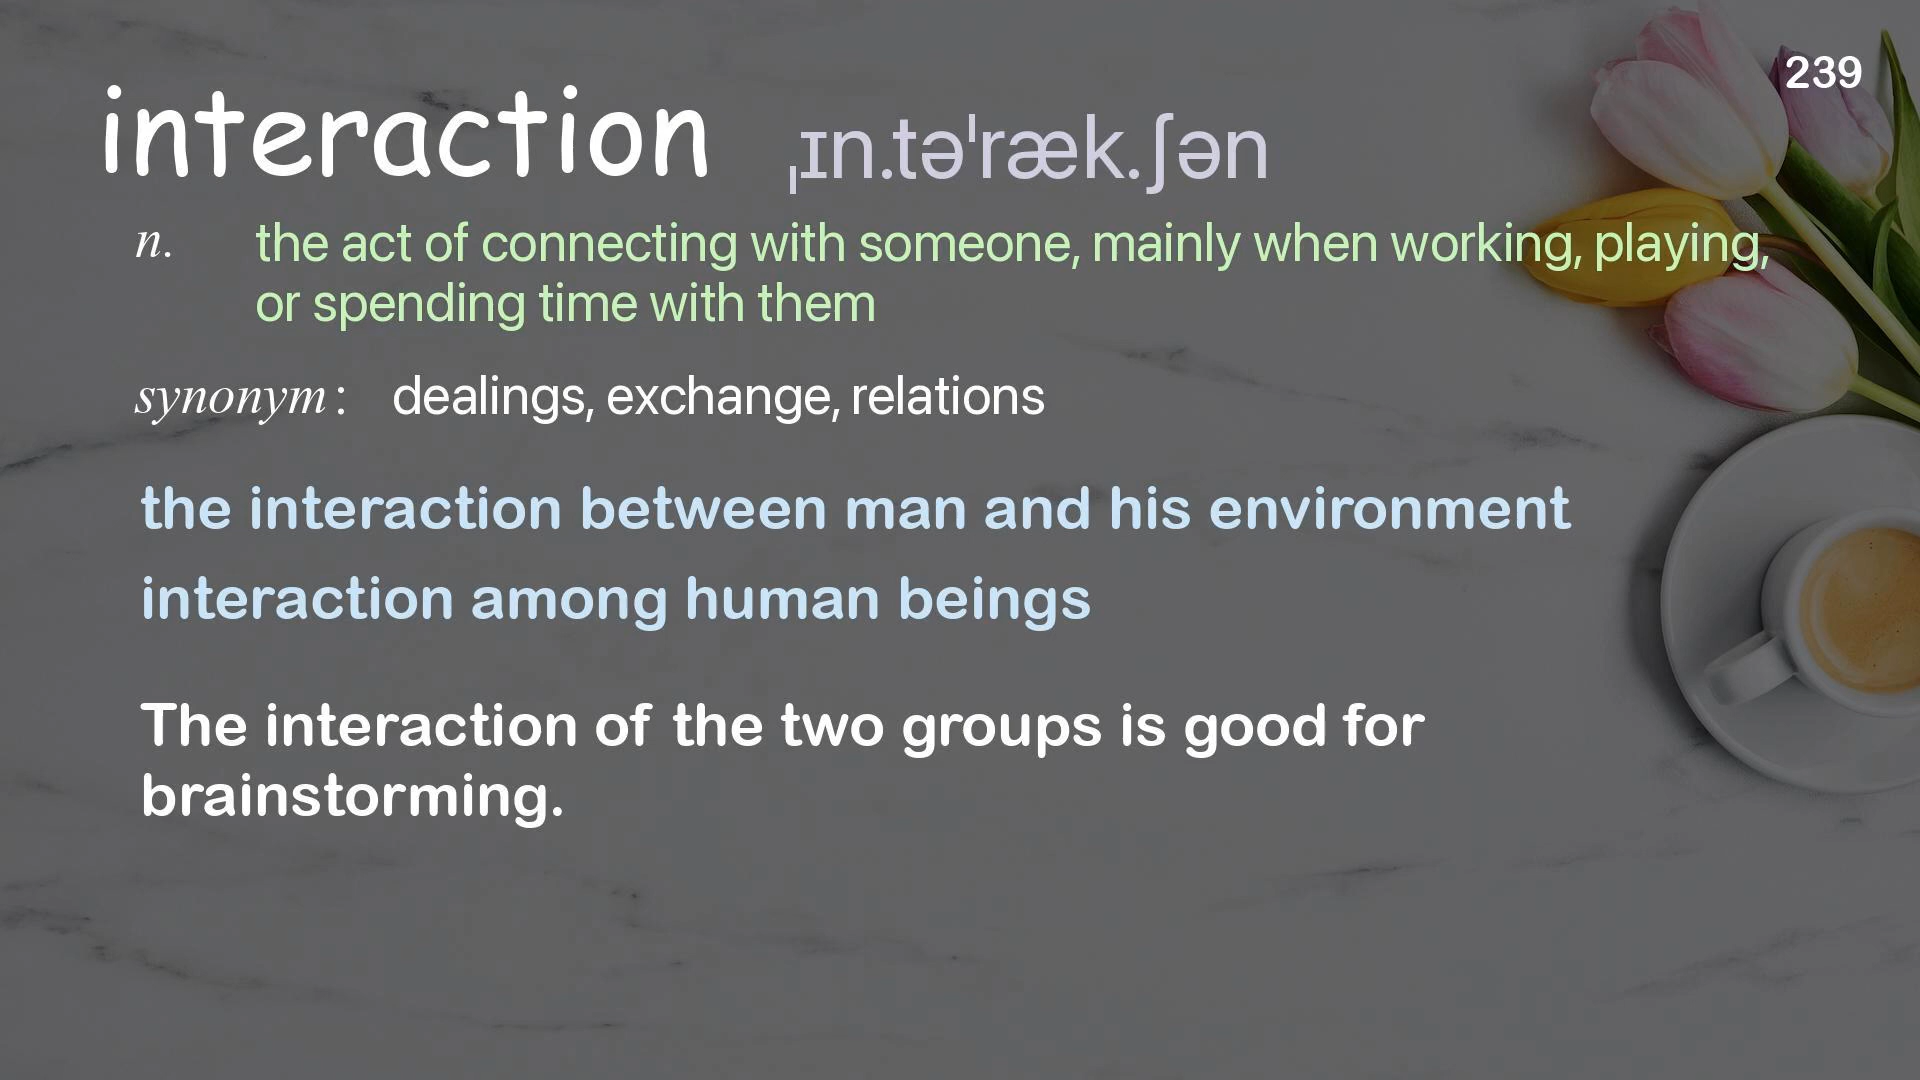 239
interaction ˌɪn.təˈræk.ʃən
n. the act of connecting with someone, mainly when working, playing,
or spending time with them
synonym : dealings, exchange, relations
the interaction between man and his environment
interaction among human beings
The interaction of the two groups is good for
brainstorming.